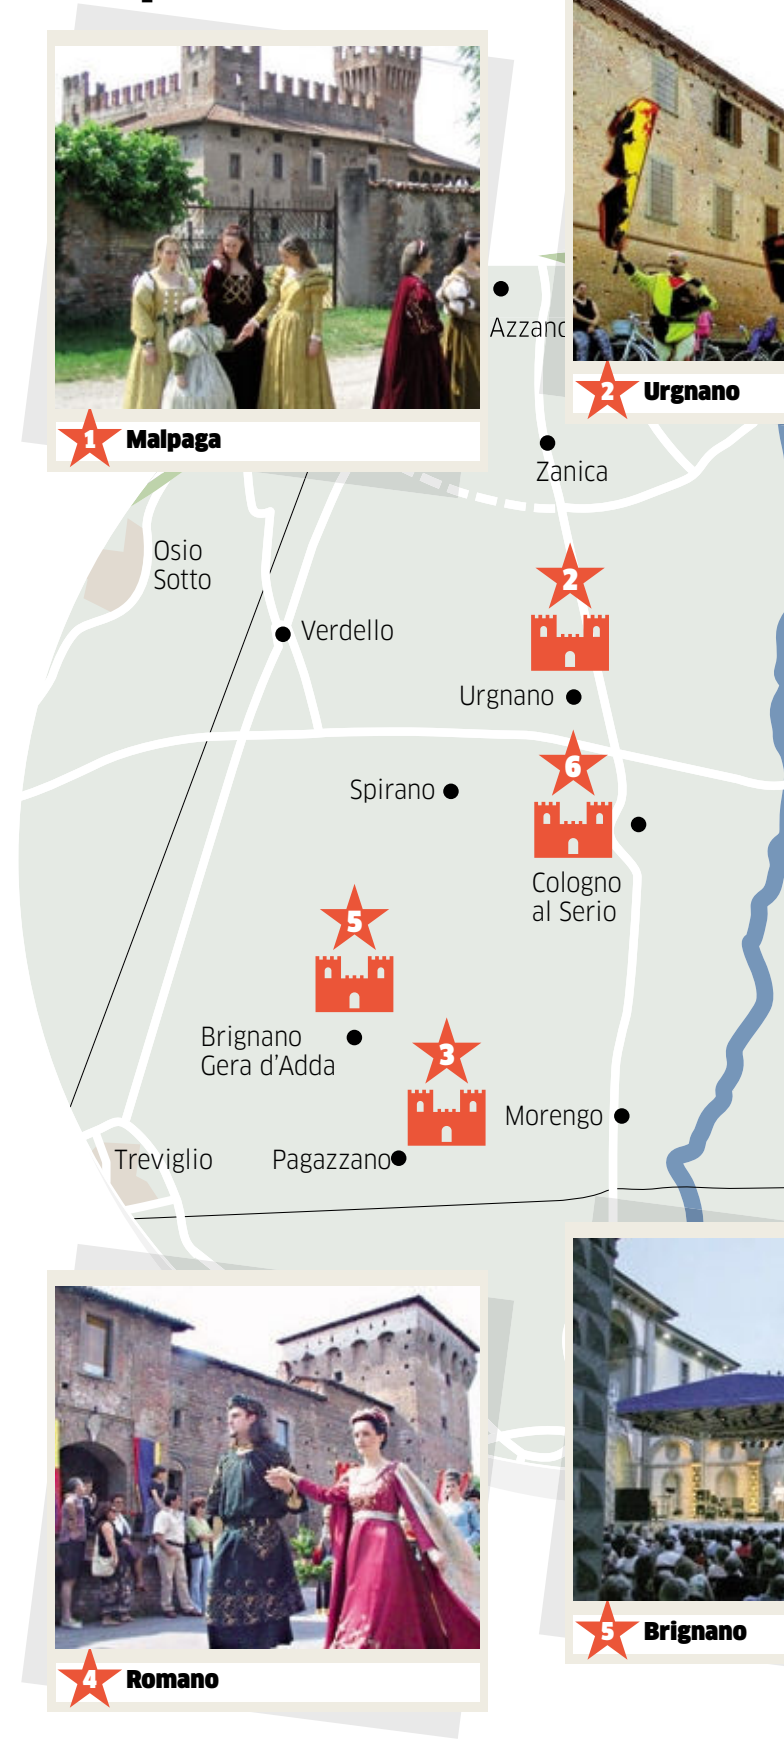 Azzano
1 Malpaga
2 Urgnano
Zanica
Osio
Sotto
2
Verdello
Urgnano
6
Spirano
Cologno
al Serio
5
Brignano
Gera d’Adda
3
Morengo
Treviglio
Pagazzano
4 Romano
5 Brignano